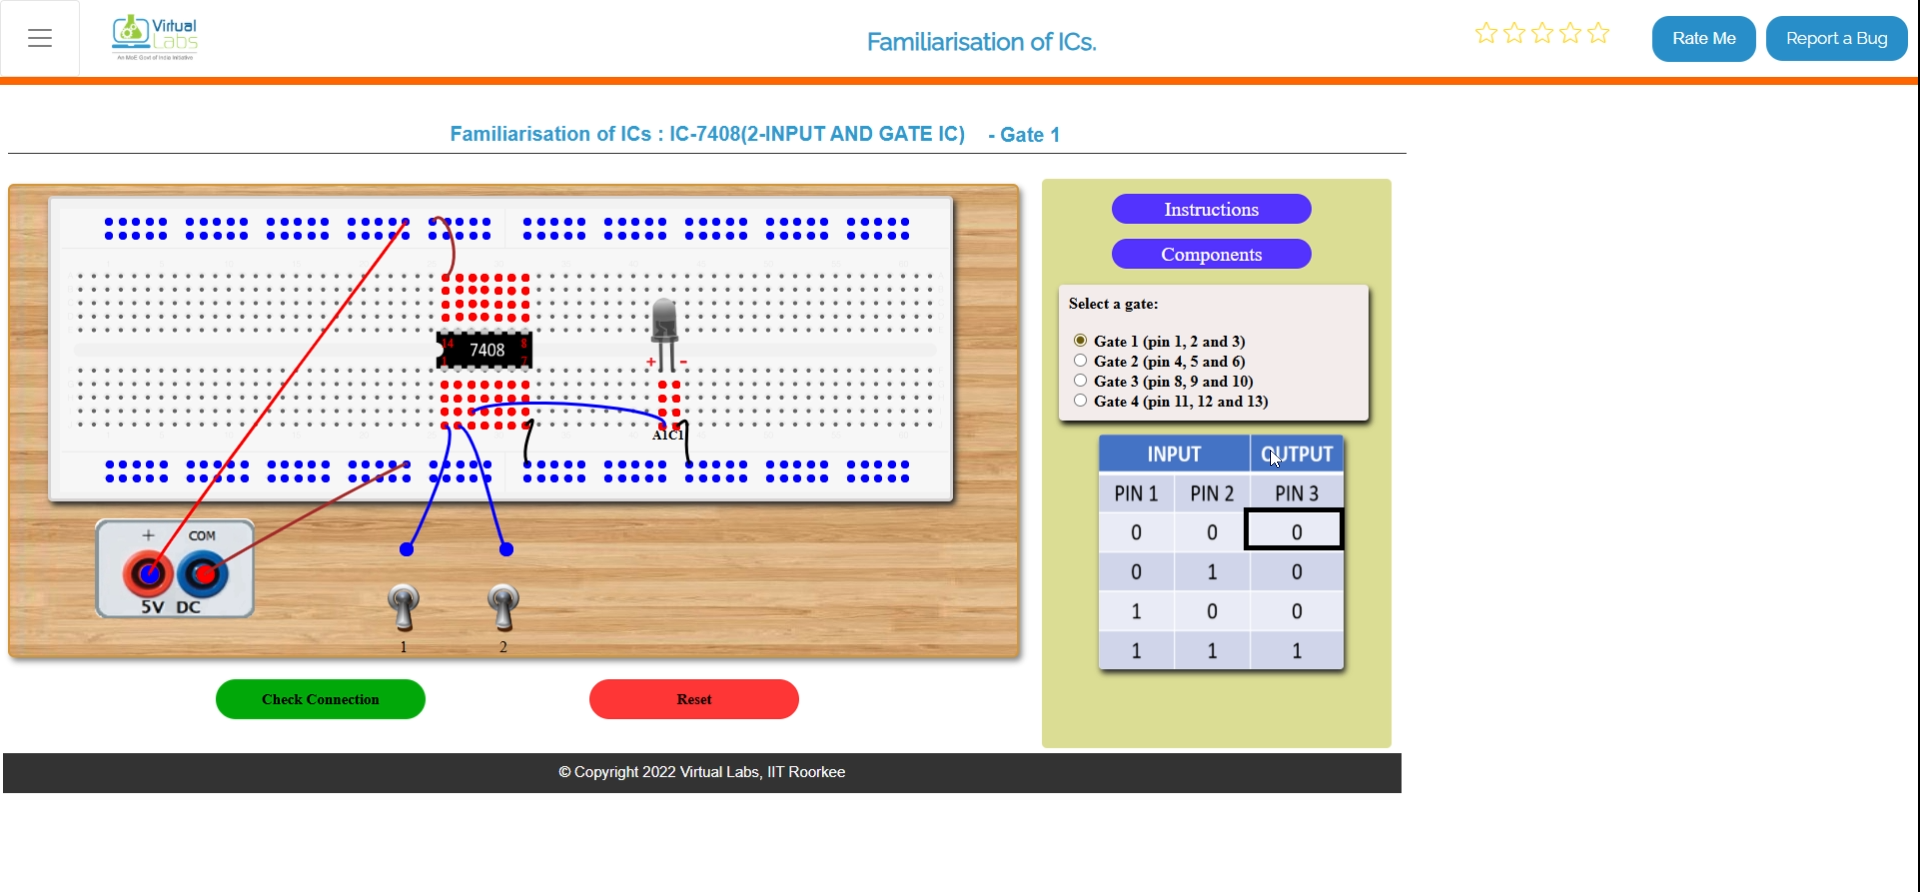 Virtual
Labs
An MoE Govt of India Initiative
Familiarisation of ICs.
Rate Me
Report a Bug
Familiarisation of ICs : IC-7408(2-INPUT AND GATE IC) - Gate 1
Instructions
Components
Select a gate:
Gate 1 (pin 1, 2 and 3)
Gate 2 (pin 4, 5 and 6)
Gate 3 (pin 8, 9 and 10)
Gate 4 (pin 11, 12 and 13)
14 7408 8
1 7
+ -
A1C1
INPUT OUTPUT
PIN 1 PIN 2 PIN 3
0 0 0
0 1 0
1 0 0
1 1 1
+ COM
5V DC
1 2
Check Connection
Reset
© Copyright 2022 Virtual Labs, IIT Roorkee